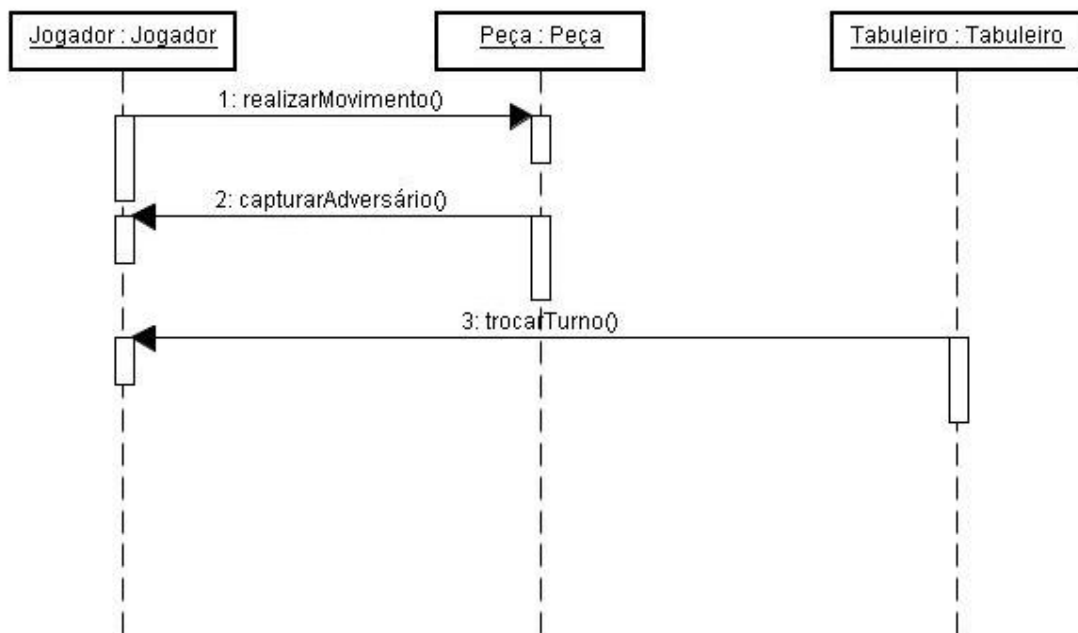 Jogador : Jogador
Peça : Peça
Tabuleiro : Tabuleiro
1: realizarMovimento()
2: capturarAdversário()
3: trocarTurno()